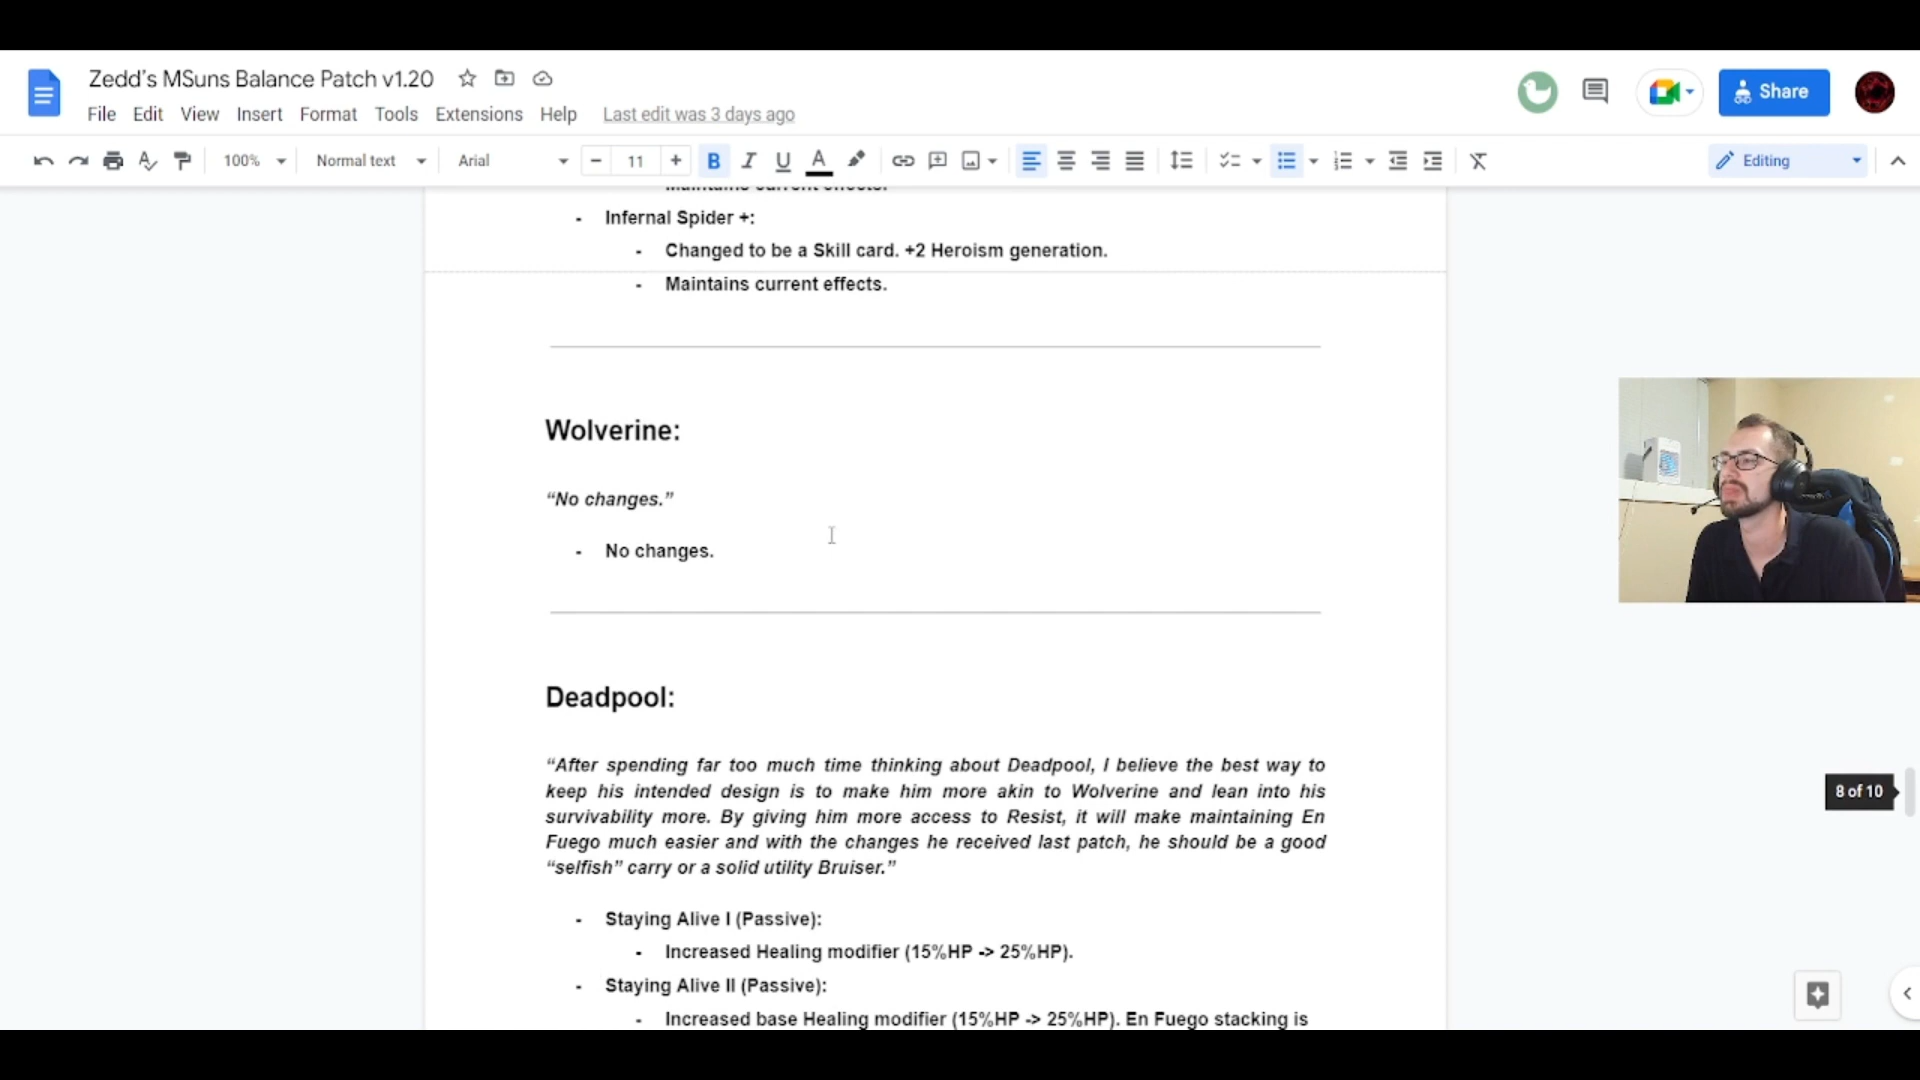 Zedd's MSuns Balance Patch v1.20
File Edit View Insert Format Tools Extensions Help Last edit was 3 days ago
Share
100% Normal text Arial 11 Editing
Maintains current effects.
- Infernal Spider +:
- Changed to be a Skill card. +2 Heroism generation.
- Maintains current effects.
Wolverine:
“No changes.”
- No changes.
Deadpool:
“After spending far too much time thinking about Deadpool, I believe the best way to
keep his intended design is to make him more akin to Wolverine and lean into his
survivability more. By giving him more access to Resist, it will make maintaining En
Fuego much easier and with the changes he received last patch, he should be a good
“selfish” carry or a solid utility Bruiser.”
- Staying Alive I (Passive):
- Increased Healing modifier (15%HP -> 25%HP).
- Staying Alive II (Passive):
- Increased base Healing modifier (15%HP -> 25%HP). En Fuego stacking is
8 of 10